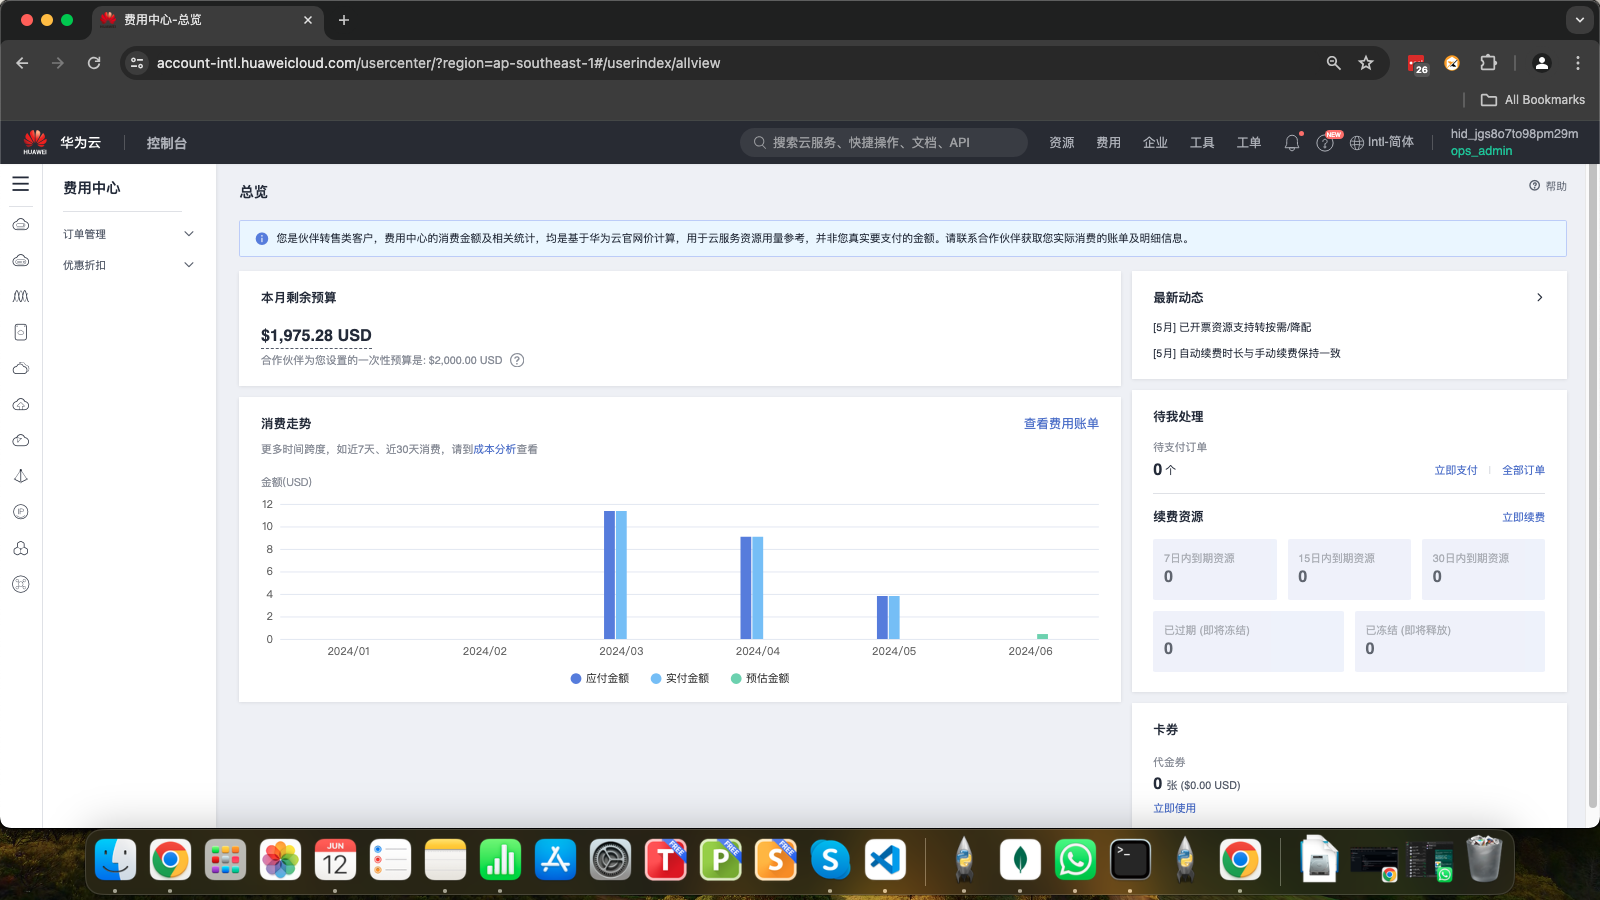 费用中心-总览
account-intl.huaweicloud.com/usercenter/?region=ap-southeast-1#/userindex/allview
26
All Bookmarks
HUAWEI
华为云
控制台
搜索云服务、快捷操作、文档、API
资源
费用
企业
工具
工单
NEW
Intl-简体
hid_jgs8o7to98pm29m
ops_admin
费用中心
订单管理
优惠折扣
总览
帮助
您是伙伴转售类客户，费用中心的消费金额及相关统计，均是基于华为云官网价计算，用于云服务资源用量参考，并非您真实要支付的金额。请联系合作伙伴获取您实际消费的账单及明细信息。
本月剩余预算
$1,975.28 USD
合作伙伴为您设置的一次性预算是: $2,000.00 USD
消费走势
查看费用账单
更多时间跨度，如近7天、近30天消费，请到成本分析查看
金额(USD)
12
10
8
6
4
2
0
2024/01
2024/02
2024/03
2024/04
2024/05
2024/06
应付金额
实付金额
预估金额
最新动态
[5月] 已开票资源支持转按需/降配
[5月] 自动续费时长与手动续费保持一致
待我处理
待支付订单
0 个
立即支付
全部订单
续费资源
立即续费
7日内到期资源
0
15日内到期资源
0
30日内到期资源
0
已过期 (即将冻结)
0
已冻结 (即将释放)
0
卡券
代金券
0 张 ($0.00 USD)
立即使用
IP
JUN
12
T
FREE
P
FREE
S
FREE
S
>_